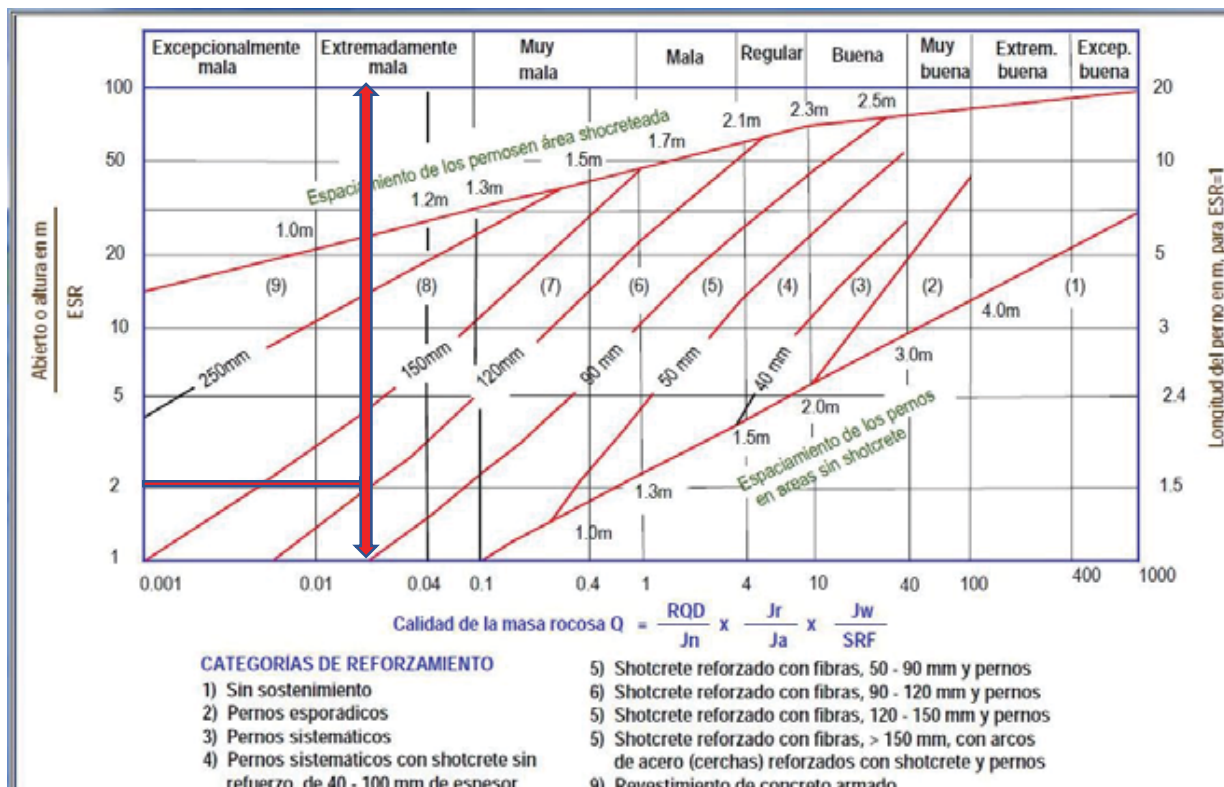 Excepcionalmente mala
Extremadamente mala
Muy mala
Mala
Regular
Buena
Muy buena
Extrem. buena
Excep. buena
100
50
20
10
5
2
1
Abierto o altura en m
ESR
20
10
5
3
2.4
1.5
Longitud del perno en m, para ESR=1
Espaciamiento de los pernosen área shocreteada
1.0m
1.2m
1.3m
1.5m
1.7m
2.1m
2.3m
2.5m
(9)
(8)
(7)
(6)
(5)
(4)
(3)
(2)
(1)
250mm
150mm
120mm
90 mm
50 mm
40 mm
1.0m
1.3m
1.5m
2.0m
3.0m
4.0m
Espaciamiento de los pernos
en areas sin shotcrete
0.001
0.01
0.04
0.1
0.4
1
4
10
40
100
400
1000
Calidad de la masa rocosa Q = RQD/Jn x Jr/Ja x Jw/SRF
CATEGORÍAS DE REFORZAMIENTO
1) Sin sostenimiento
2) Pernos esporádicos
3) Pernos sistemáticos
4) Pernos sistemáticos con shotcrete sin
refuerzo, de 40 - 100 mm de espesor
5) Shotcrete reforzado con fibras, 50 - 90 mm y pernos
6) Shotcrete reforzado con fibras, 90 - 120 mm y pernos
5) Shotcrete reforzado con fibras, 120 - 150 mm y pernos
5) Shotcrete reforzado con fibras, > 150 mm, con arcos
de acero (cerchas) reforzados con shotcrete y pernos
9) Revestimiento de concreto armado